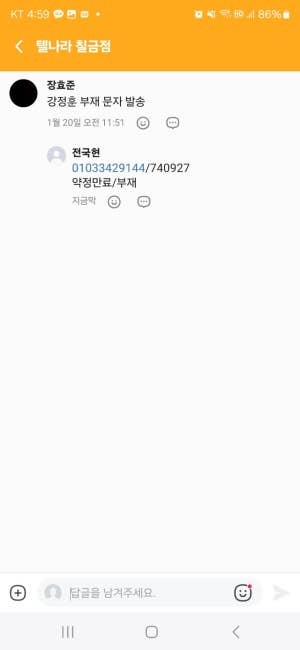 KT 4:59
86%
텔나라 칠금점
장효준
강정훈 부재 문자 발송
1월 20일 오전 11:51
전국현
01033429144/740927
약정만료/부재
지금막
답글을 남겨주세요.